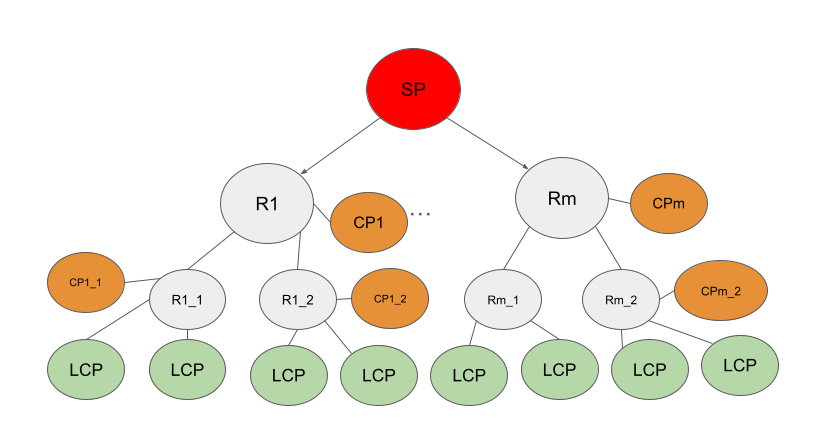 SP
R1
CP1
...
Rm
CPm
CP1_1
R1_1
R1_2
CP1_2
Rm_1
Rm_2
CPm_2
LCP
LCP
LCP
LCP
LCP
LCP
LCP
LCP